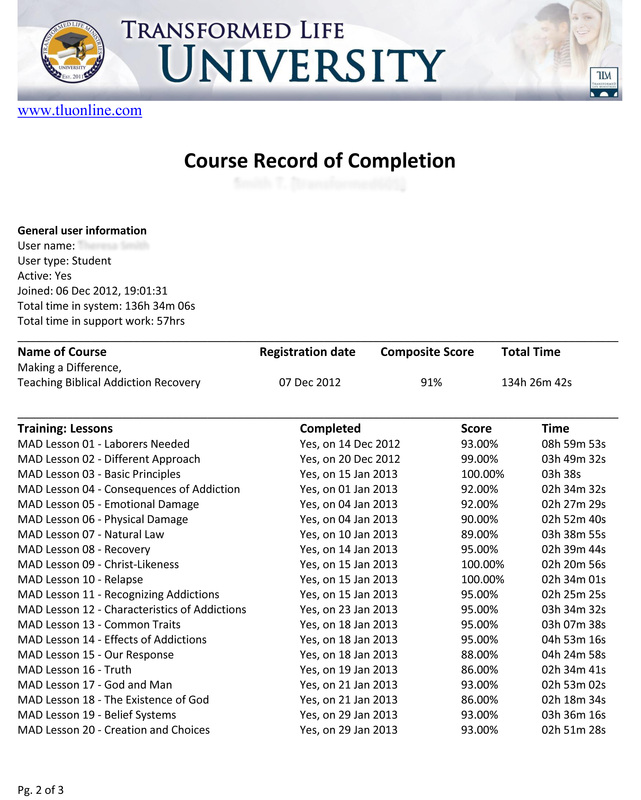 TRANSFORMED LIFE
UNIVERSITY
TRANSFORMED LIFE MINISTRIES
UNIVERSITY
EST. 2011
TLM
www.tluonline.com
Course Record of Completion
General user information
User name:
User type: Student
Active: Yes
Joined: 06 Dec 2012, 19:01:31
Total time in system: 136h 34m 06s
Total time in support work: 57hrs
Name of Course Registration date Composite Score Total Time
Making a Difference,
Teaching Biblical Addiction Recovery 07 Dec 2012 91% 134h 26m 42s
Training: Lessons Completed Score Time
MAD Lesson 01 - Laborers Needed Yes, on 14 Dec 2012 93.00% 08h 59m 53s
MAD Lesson 02 - Different Approach Yes, on 20 Dec 2012 99.00% 03h 49m 32s
MAD Lesson 03 - Basic Principles Yes, on 15 Jan 2013 100.00% 03h 38s
MAD Lesson 04 - Consequences of Addiction Yes, on 01 Jan 2013 92.00% 02h 34m 32s
MAD Lesson 05 - Emotional Damage Yes, on 04 Jan 2013 92.00% 02h 27m 29s
MAD Lesson 06 - Physical Damage Yes, on 04 Jan 2013 90.00% 02h 52m 40s
MAD Lesson 07 - Natural Law Yes, on 10 Jan 2013 89.00% 03h 38m 55s
MAD Lesson 08 - Recovery Yes, on 14 Jan 2013 95.00% 02h 39m 44s
MAD Lesson 09 - Christ-Likeness Yes, on 15 Jan 2013 100.00% 02h 20m 56s
MAD Lesson 10 - Relapse Yes, on 15 Jan 2013 100.00% 02h 34m 01s
MAD Lesson 11 - Recognizing Addictions Yes, on 15 Jan 2013 95.00% 02h 25m 25s
MAD Lesson 12 - Characteristics of Addictions Yes, on 23 Jan 2013 95.00% 03h 34m 32s
MAD Lesson 13 - Common Traits Yes, on 18 Jan 2013 95.00% 03h 07m 38s
MAD Lesson 14 - Effects of Addictions Yes, on 18 Jan 2013 95.00% 04h 53m 16s
MAD Lesson 15 - Our Response Yes, on 18 Jan 2013 88.00% 04h 24m 58s
MAD Lesson 16 - Truth Yes, on 19 Jan 2013 86.00% 02h 34m 41s
MAD Lesson 17 - God and Man Yes, on 21 Jan 2013 93.00% 02h 53m 02s
MAD Lesson 18 - The Existence of God Yes, on 21 Jan 2013 86.00% 02h 18m 34s
MAD Lesson 19 - Belief Systems Yes, on 29 Jan 2013 93.00% 03h 36m 16s
MAD Lesson 20 - Creation and Choices Yes, on 29 Jan 2013 93.00% 02h 51m 28s
Pg. 2 of 3